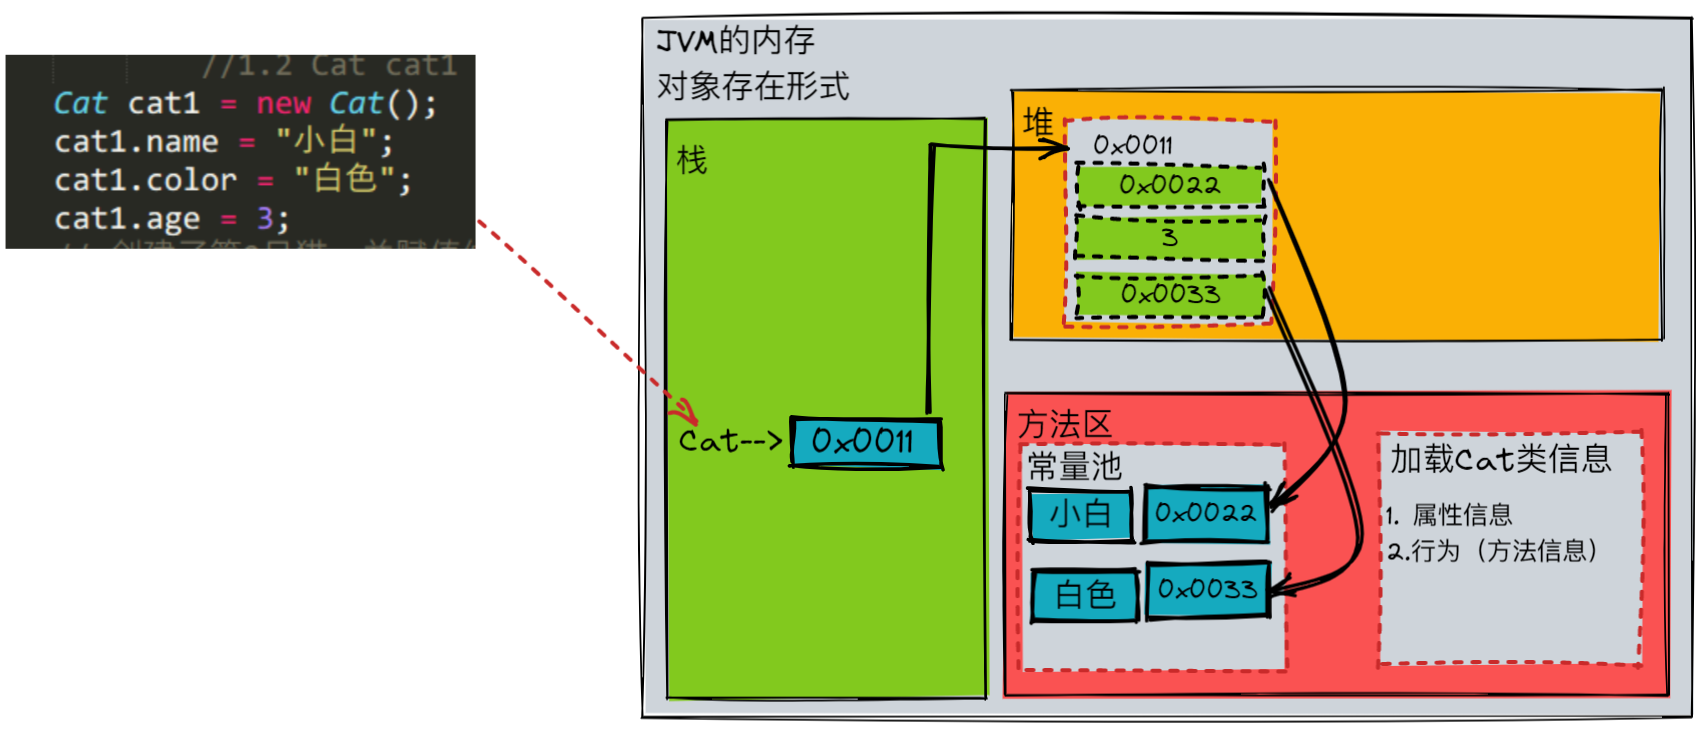 //1.2 Cat cat1
Cat cat1 = new Cat();
cat1.name = "小白";
cat1.color = "白色";
cat1.age = 3;
JVM的内存
对象存在形式
栈
Cat-->
0x0011
堆
0x0011
0x0022
3
0x0033
方法区
常量池
小白
0x0022
白色
0x0033
加载Cat类信息
1. 属性信息
2.行为（方法信息）